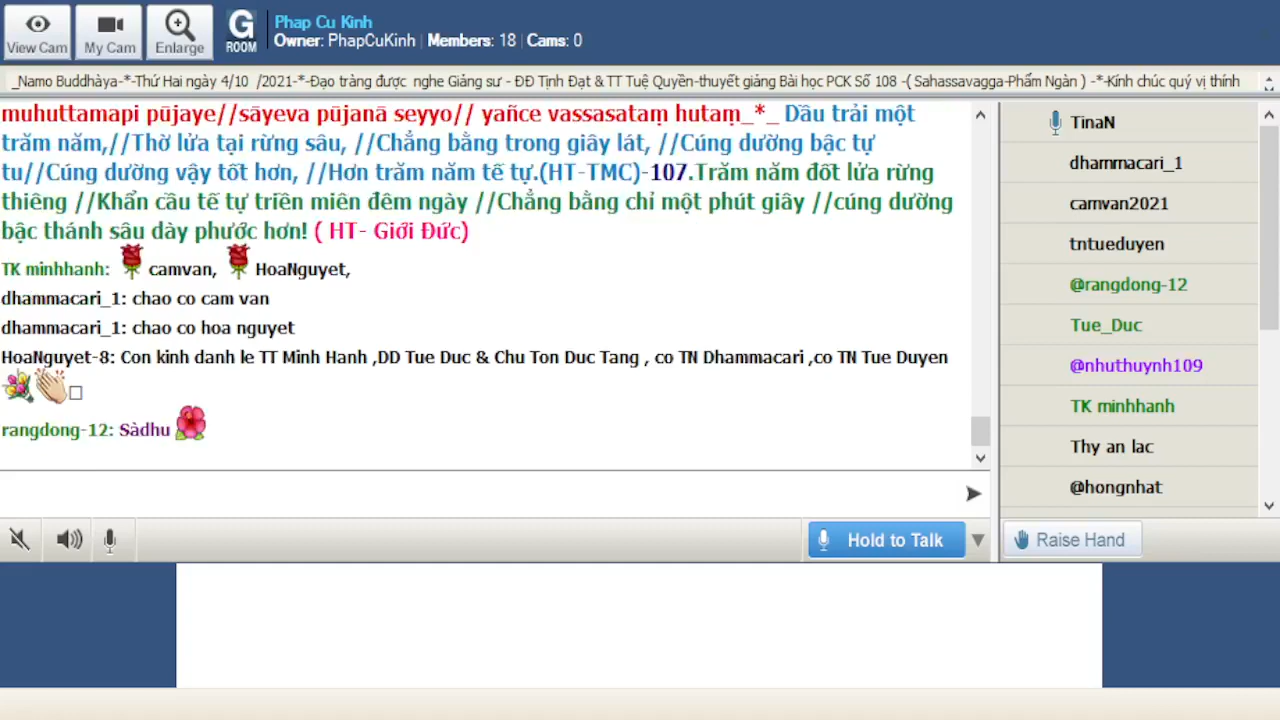 View Cam
My Cam
Enlarge
G
ROOM
Phap Cu Kinh
Owner: PhapCuKinh | Members: 18 | Cams: 0
_Namo Buddhàya-*-Thứ Hai ngày 4/10 /2021-*-Đạo tràng được nghe Giảng sư - ĐĐ Tịnh Đạt & TT Tuệ Quyền-thuyết giảng Bài học PCK Số 108 -( Sahassavagga-Phẩm Ngàn ) -*-Kính chúc quý vị thính
muhuttamapi pūjaye//sāyeva pūjanā seyyo// yañce vassasataṃ hutaṃ_*_ Dầu trải một
trăm năm,//Thờ lửa tại rừng sâu, //Chẳng bằng trong giây lát, //Cúng dường bậc tự
tu//Cúng dường vậy tốt hơn, //Hơn trăm năm tế tự.(HT-TMC)-107.Trăm năm đốt lửa rừng
thiêng //Khẩn cầu tế tự triền miên đêm ngày //Chẳng bằng chỉ một phút giây //cúng dường
bậc thánh sâu dày phước hơn! ( HT- Giới Đức)
TK minhhanh: camvan, HoaNguyet,
dhammacari_1: chao co cam van
dhammacari_1: chao co hoa nguyet
HoaNguyet-8: Con kinh danh le TT Minh Hanh ,DD Tue Duc & Chu Ton Duc Tang , co TN Dhammacari ,co TN Tue Duyen
rangdong-12: Sàdhu
Hold to Talk
TinaN
dhammacari_1
camvan2021
tntueduyen
@rangdong-12
Tue_Duc
@nhuthuynh109
TK minhhanh
Thy an lac
@hongnhat
Raise Hand